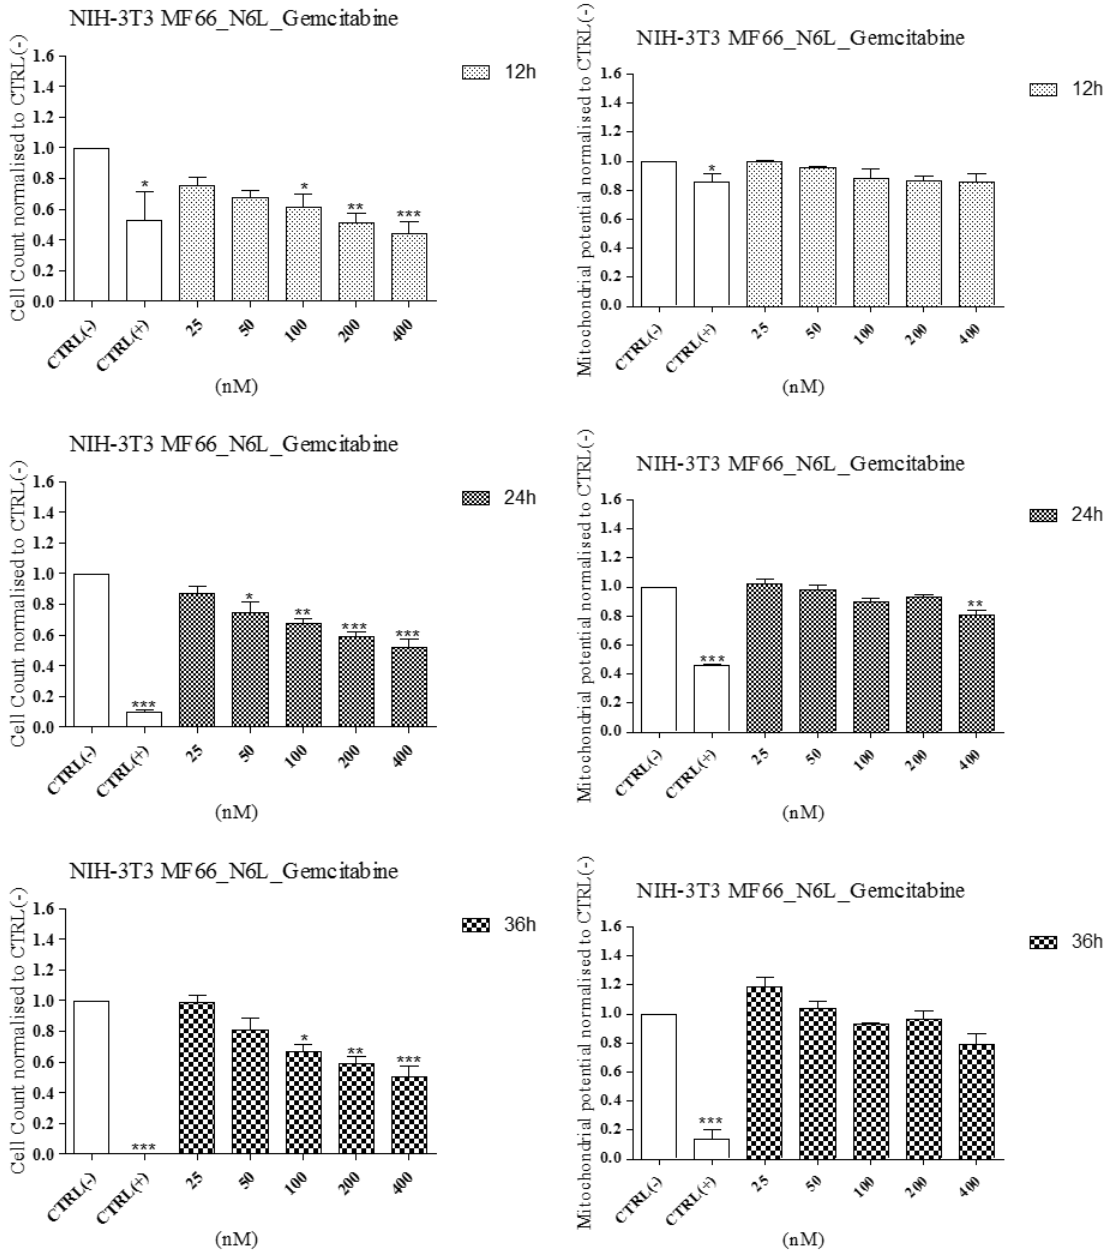 NIH-3T3 MF66_N6L_Gemcitabine
Cell Count normalised to CTRL(-)
1.6
1.4
1.2
1.0
0.8
0.6
0.4
0.2
0.0
* * ** ***
CTRL(-) CTRL(+) 25 50 100 200 400
(nM)
12h
NIH-3T3 MF66_N6L_Gemcitabine
Mitochondrial potential normalised to CTRL(-)
1.6
1.4
1.2
1.0
0.8
0.6
0.4
0.2
0.0
*
CTRL(-) CTRL(+) 25 50 100 200 400
(nM)
12h
NIH-3T3 MF66_N6L_Gemcitabine
Cell Count normalised to CTRL(-)
1.6
1.4
1.2
1.0
0.8
0.6
0.4
0.2
0.0
*** * ** *** ***
CTRL(-) CTRL(+) 25 50 100 200 400
(nM)
24h
NIH-3T3 MF66_N6L_Gemcitabine
Mitochondrial potential normalised to CTRL(-)
1.6
1.4
1.2
1.0
0.8
0.6
0.4
0.2
0.0
*** **
CTRL(-) CTRL(+) 25 50 100 200 400
(nM)
24h
NIH-3T3 MF66_N6L_Gemcitabine
Cell Count normalised to CTRL(-)
1.6
1.4
1.2
1.0
0.8
0.6
0.4
0.2
0.0
*** * ** ***
CTRL(-) CTRL(+) 25 50 100 200 400
(nM)
36h
NIH-3T3 MF66_N6L_Gemcitabine
Mitochondrial potential normalised to CTRL(-)
1.6
1.4
1.2
1.0
0.8
0.6
0.4
0.2
0.0
***
CTRL(-) CTRL(+) 25 50 100 200 400
(nM)
36h